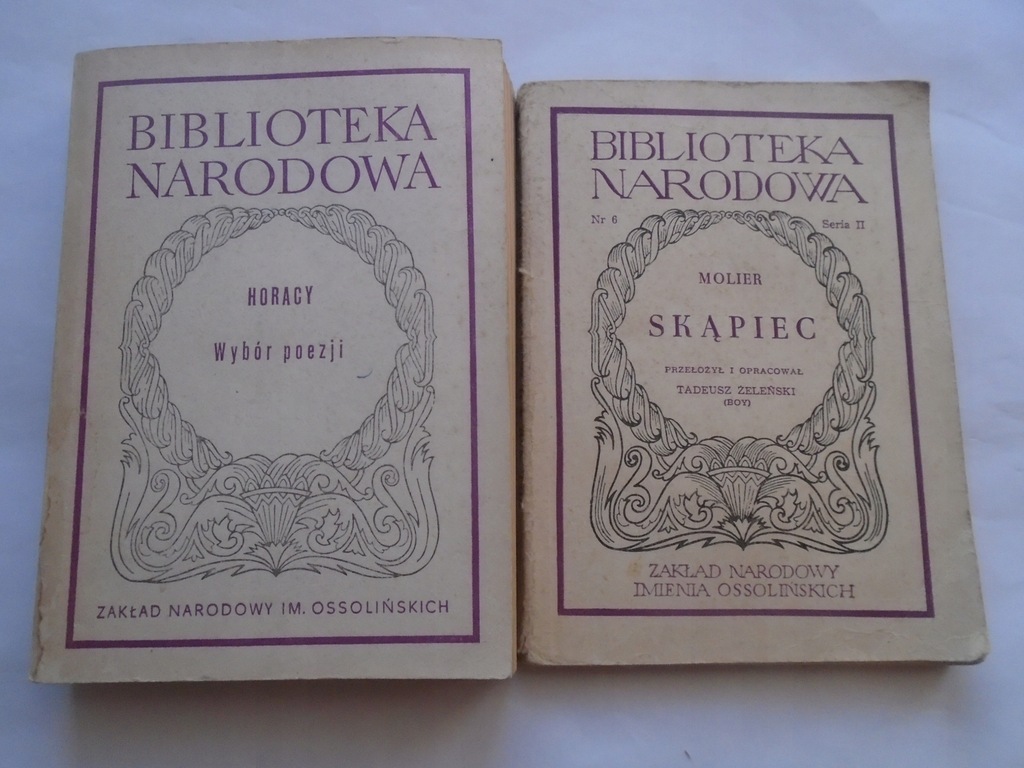 BIBLIOTEKA
NARODOWA
HORACY
Wybór poezji
ZAKŁAD NARODOWY IM. OSSOLIŃSKICH
BIBLIOTEKA
NARODOWA
Nr 6 Seria II
MOLIER
SKĄPIEC
PRZEŁOŻYŁ I OPRACOWAŁ
TADEUSZ ŻELEŃSKI
(BOY)
ZAKŁAD NARODOWY
IMIENIA OSSOLIŃSKICH